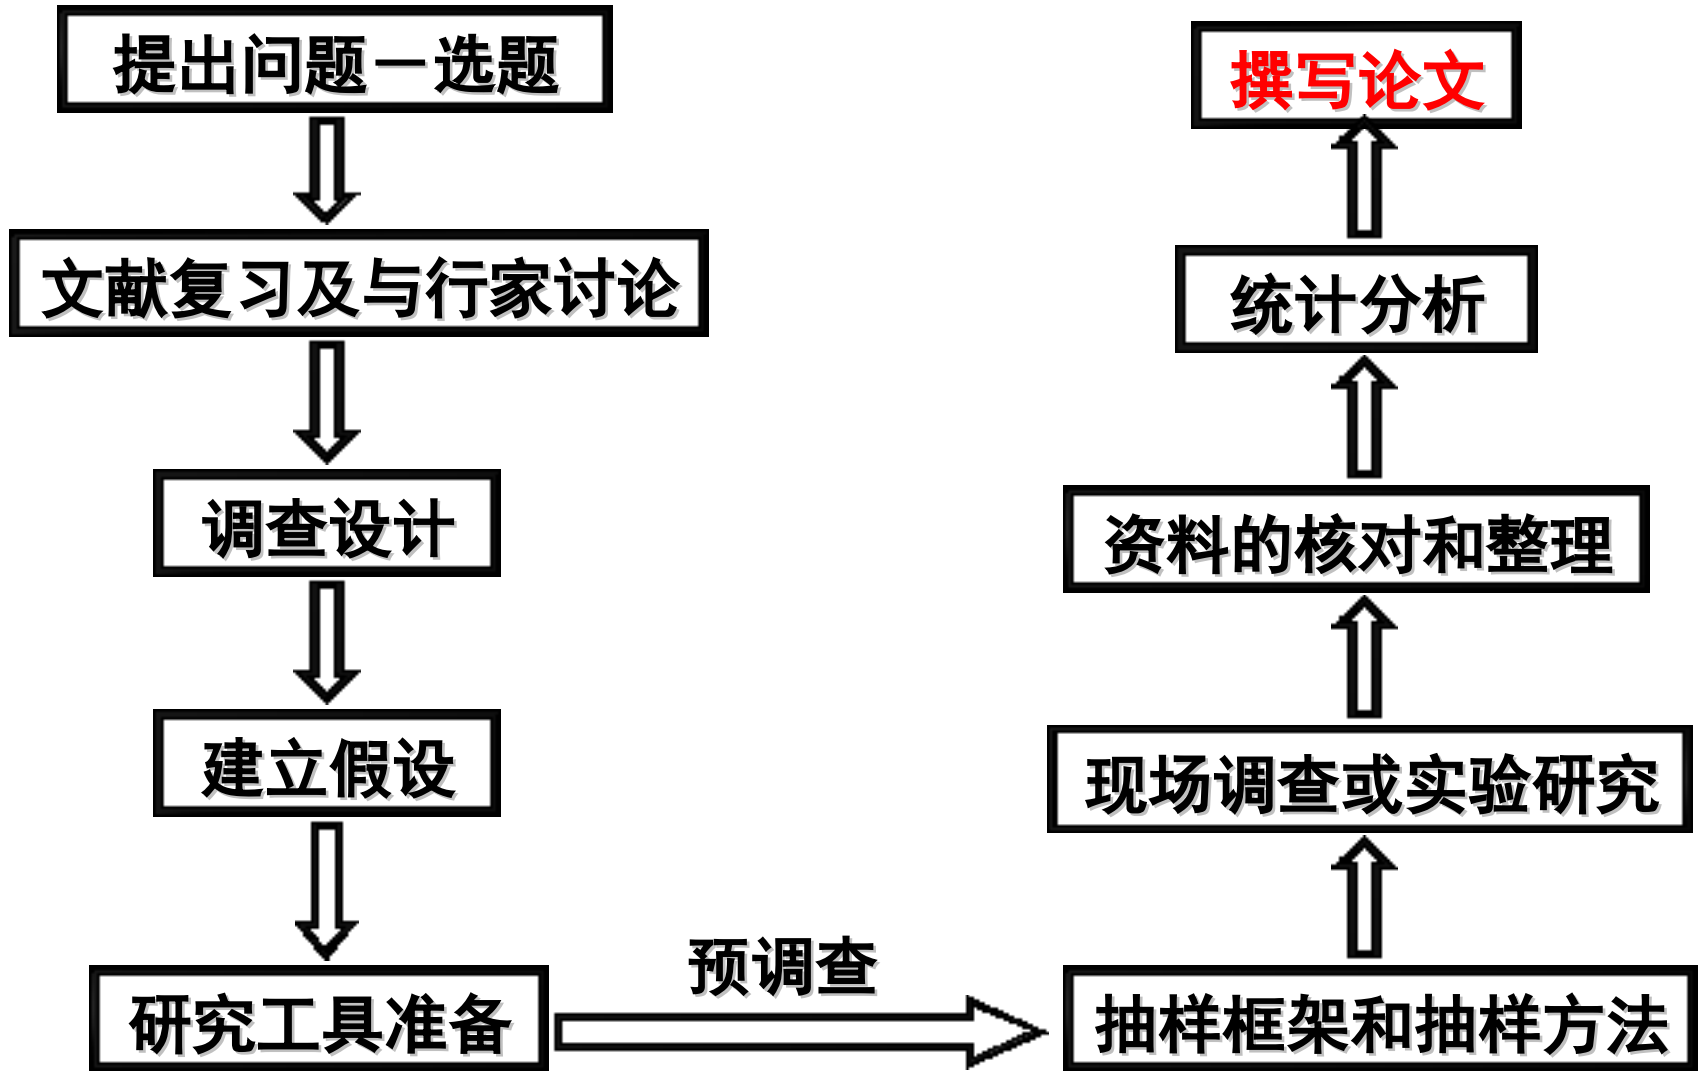 提出问题－选题
文献复习及与行家讨论
调查设计
建立假设
研究工具准备
预调查
抽样框架和抽样方法
现场调查或实验研究
资料的核对和整理
统计分析
撰写论文